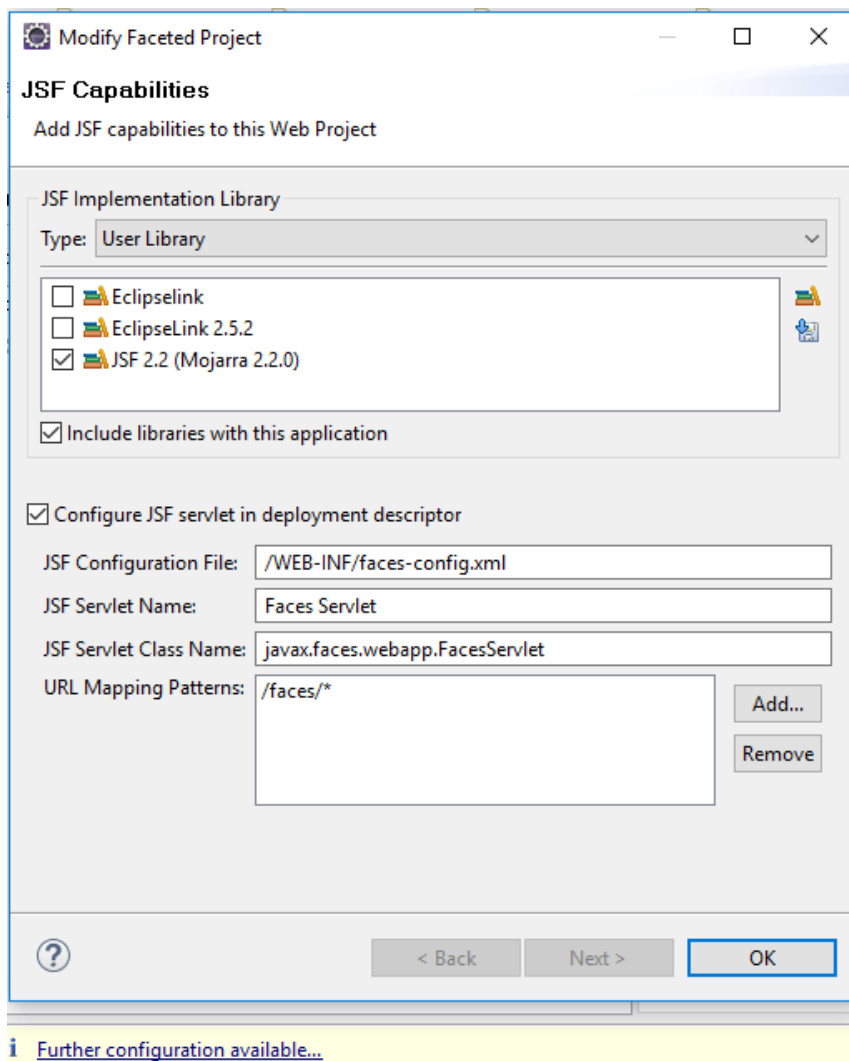 Modify Faceted Project
JSF Capabilities
Add JSF capabilities to this Web Project
JSF Implementation Library
Type: User Library
Eclipselink
EclipseLink 2.5.2
JSF 2.2 (Mojarra 2.2.0)
Include libraries with this application
Configure JSF servlet in deployment descriptor
JSF Configuration File: /WEB-INF/faces-config.xml
JSF Servlet Name: Faces Servlet
JSF Servlet Class Name: javax.faces.webapp.FacesServlet
URL Mapping Patterns: /faces/*
Add...
Remove
? < Back Next > OK
i Further configuration available...